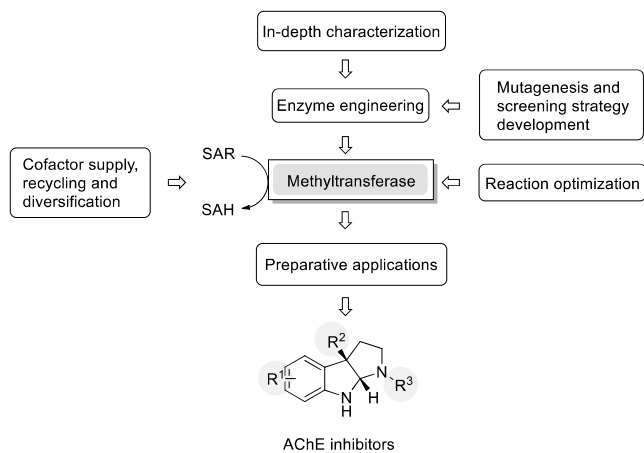 In-depth characterization
Enzyme engineering
Mutagenesis and
screening strategy
development
Cofactor supply,
recycling and
diversification
SAR
SAH
Methyltransferase
Reaction optimization
Preparative applications
R²
R¹
N
R³
N
H
H
AChE inhibitors